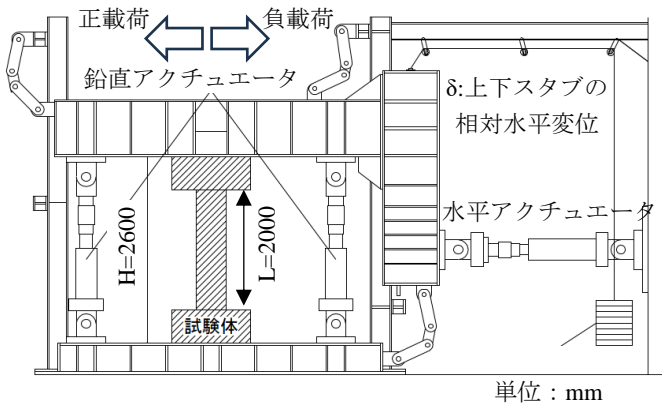 正載荷
負載荷
鉛直アクチュエータ
δ:上下スタブの
相対水平変位
水平アクチュエータ
H=2600
L=2000
試験体
単位：mm